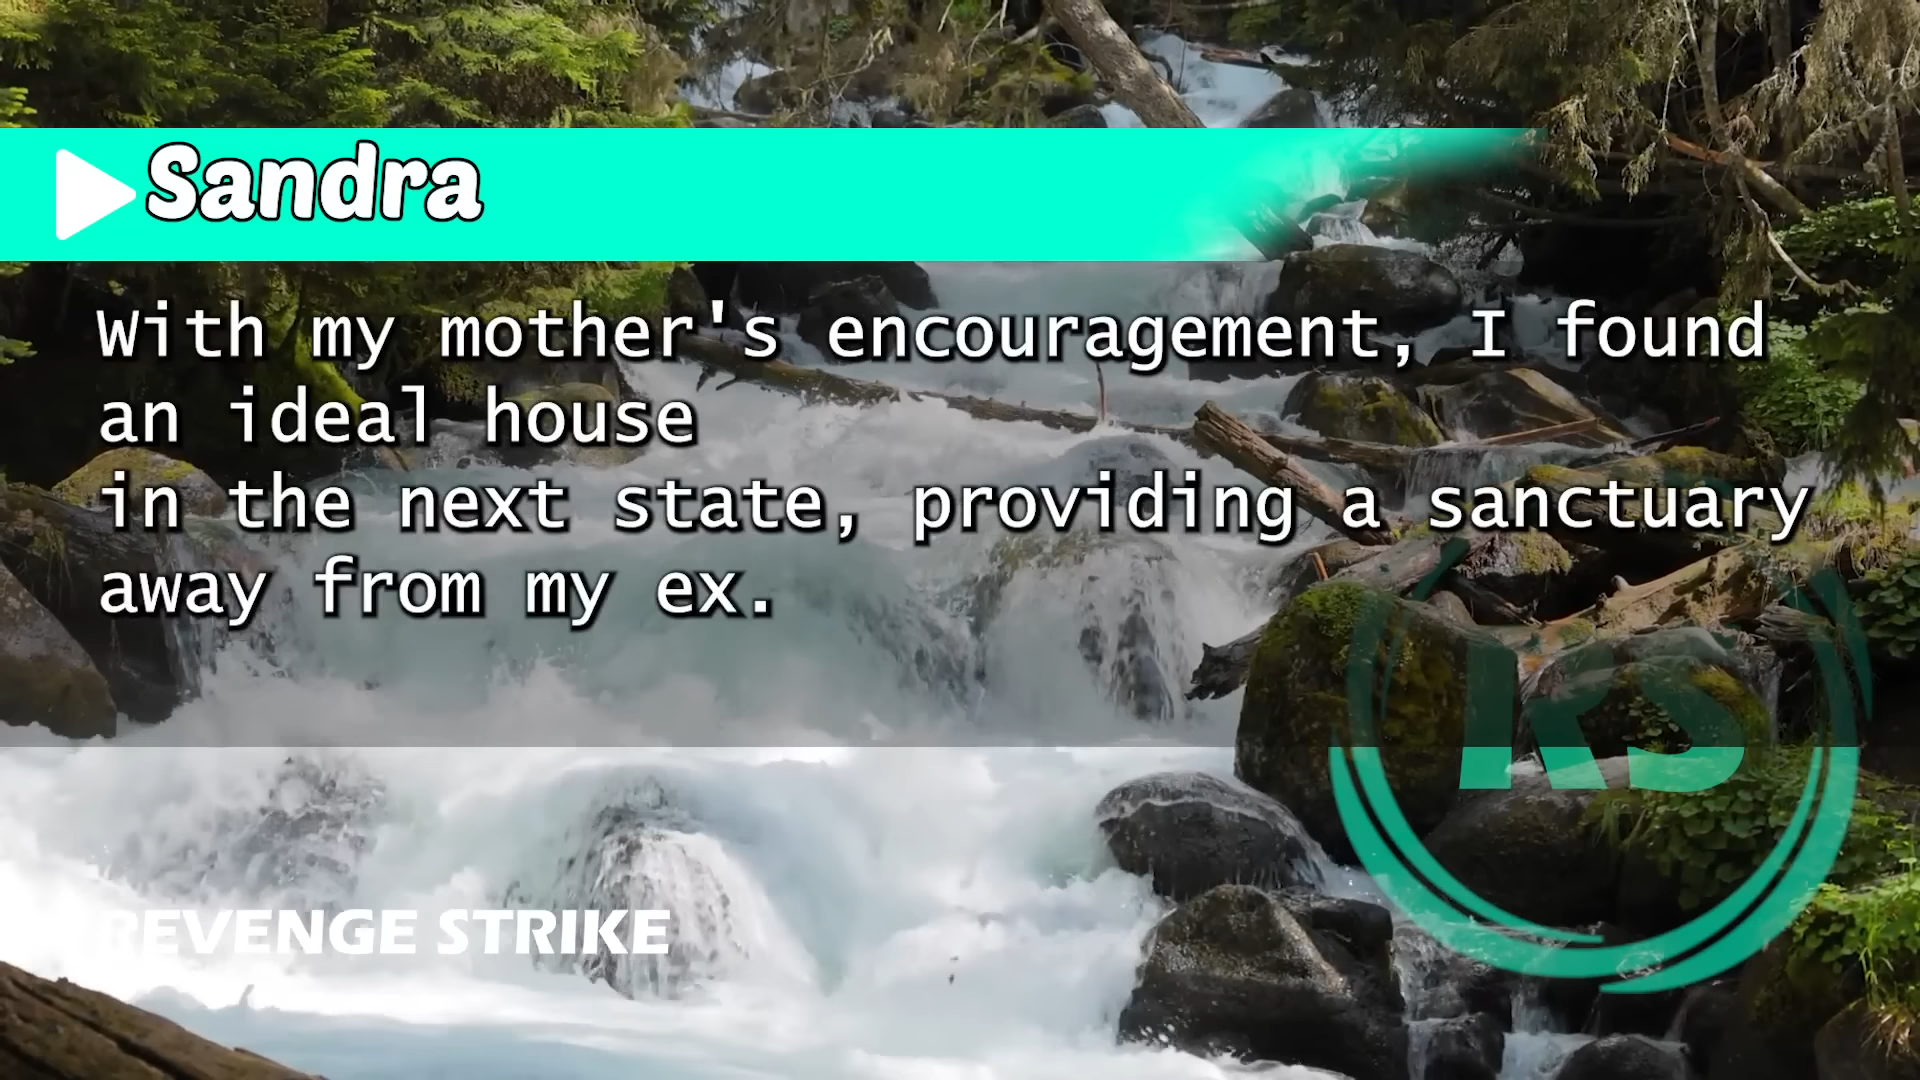 Sandra
With my mother's encouragement, I found
an ideal house
in the next state, providing a sanctuary
away from my ex.
RS
REVENGE STRIKE